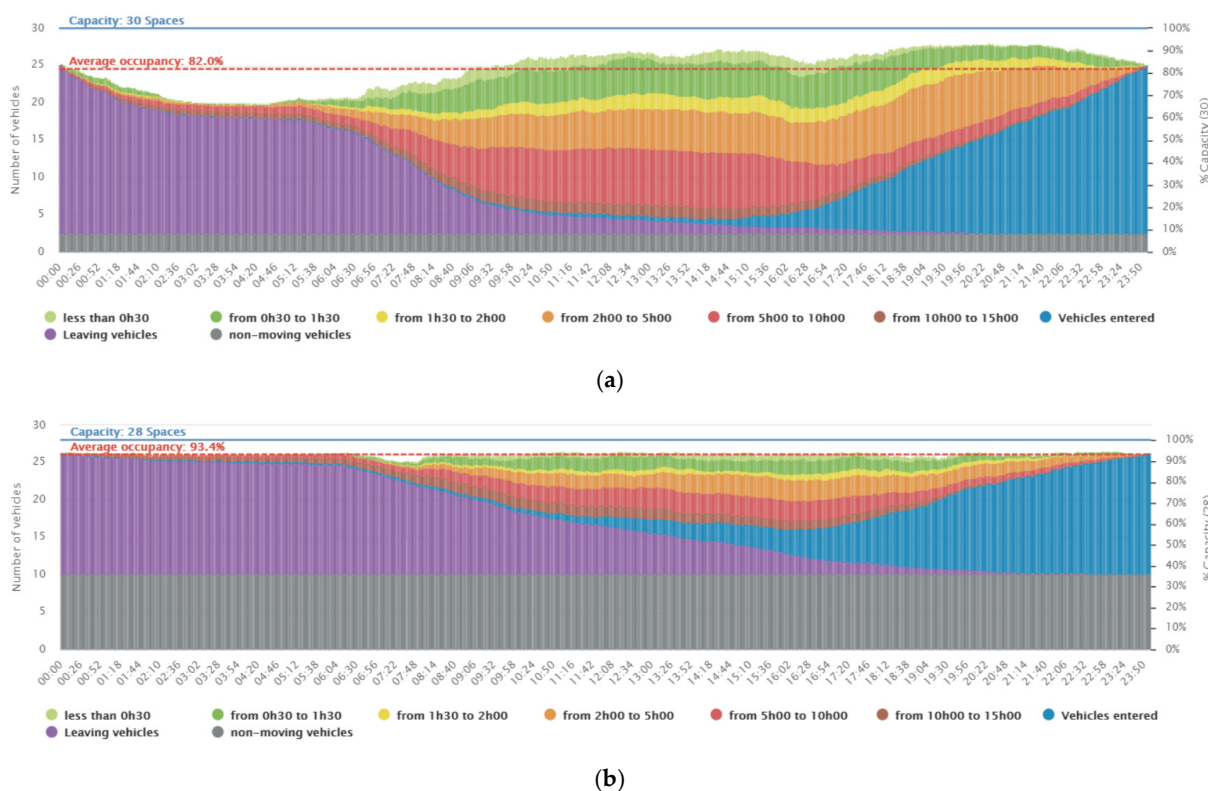 Capacity: 30 Spaces
Average occupancy: 82.0%
Number of vehicles
30
25
20
15
10
5
0
100%
90%
80%
70%
60%
50%
40%
30%
20%
10%
0%
% Capacity (30)
00:00 00:26 00:52 01:18 01:44 02:10 02:36 03:02 03:28 03:54 04:20 04:46 05:12 05:38 06:04 06:30 06:56 07:22 07:48 08:14 08:40 09:06 09:32 09:58 10:24 10:50 11:16 11:42 12:08 12:34 13:00 13:26 13:52 14:18 14:44 15:10 15:36 16:02 16:28 16:54 17:20 17:46 18:12 18:38 19:04 19:30 19:56 20:22 20:48 21:14 21:40 22:06 22:32 22:58 23:24 23:50
less than 0h30 from 0h30 to 1h30 from 1h30 to 2h00 from 2h00 to 5h00 from 5h00 to 10h00 from 10h00 to 15h00 Vehicles entered
Leaving vehicles non-moving vehicles
(a)
Capacity: 28 Spaces
Average occupancy: 93.4%
Number of vehicles
30
25
20
15
10
5
0
100%
90%
80%
70%
60%
50%
40%
30%
20%
10%
0%
% Capacity (28)
00:00 00:26 00:52 01:18 01:44 02:10 02:36 03:02 03:28 03:54 04:20 04:46 05:12 05:38 06:04 06:30 06:56 07:22 07:48 08:14 08:40 09:06 09:32 09:58 10:24 10:50 11:16 11:42 12:08 12:34 13:00 13:26 13:52 14:18 14:44 15:10 15:36 16:02 16:28 16:54 17:20 17:46 18:12 18:38 19:04 19:30 19:56 20:22 20:48 21:14 21:40 22:06 22:32 22:58 23:24 23:50
less than 0h30 from 0h30 to 1h30 from 1h30 to 2h00 from 2h00 to 5h00 from 5h00 to 10h00 from 10h00 to 15h00 Vehicles entered
Leaving vehicles non-moving vehicles
(b)